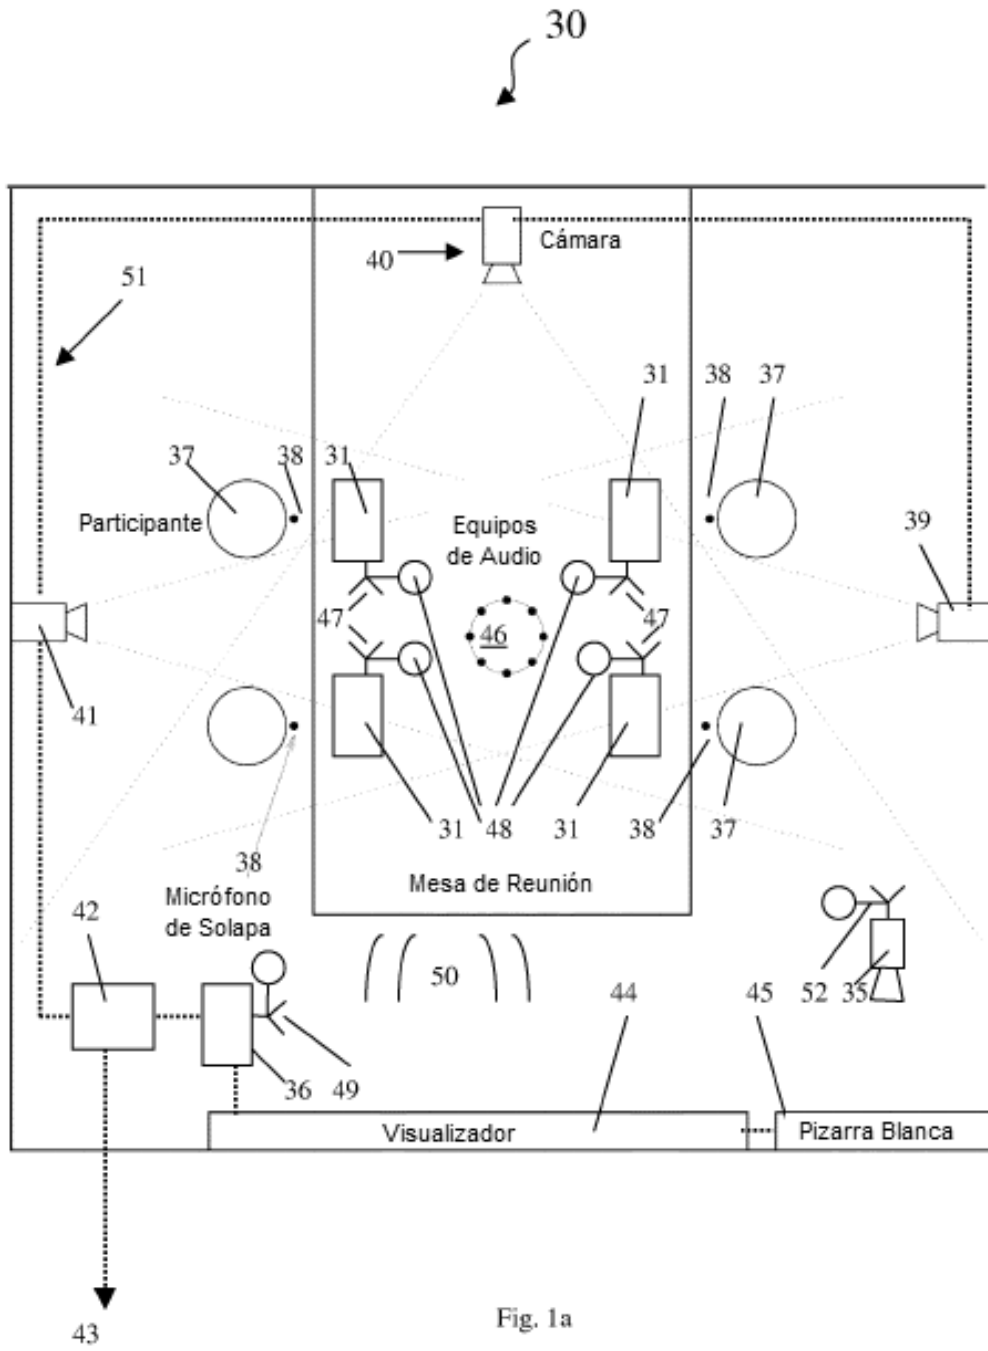 30
Cámara
40
51
31
38
37
37
38
31
Participante
Equipos
de Audio
39
47
46
47
41
31
48
31
38
37
38
Mesa de Reunión
Micrófono
de Solapa
42
50
44
45
52
35
36
49
Visualizador
Pizarra Blanca
43
Fig. 1a